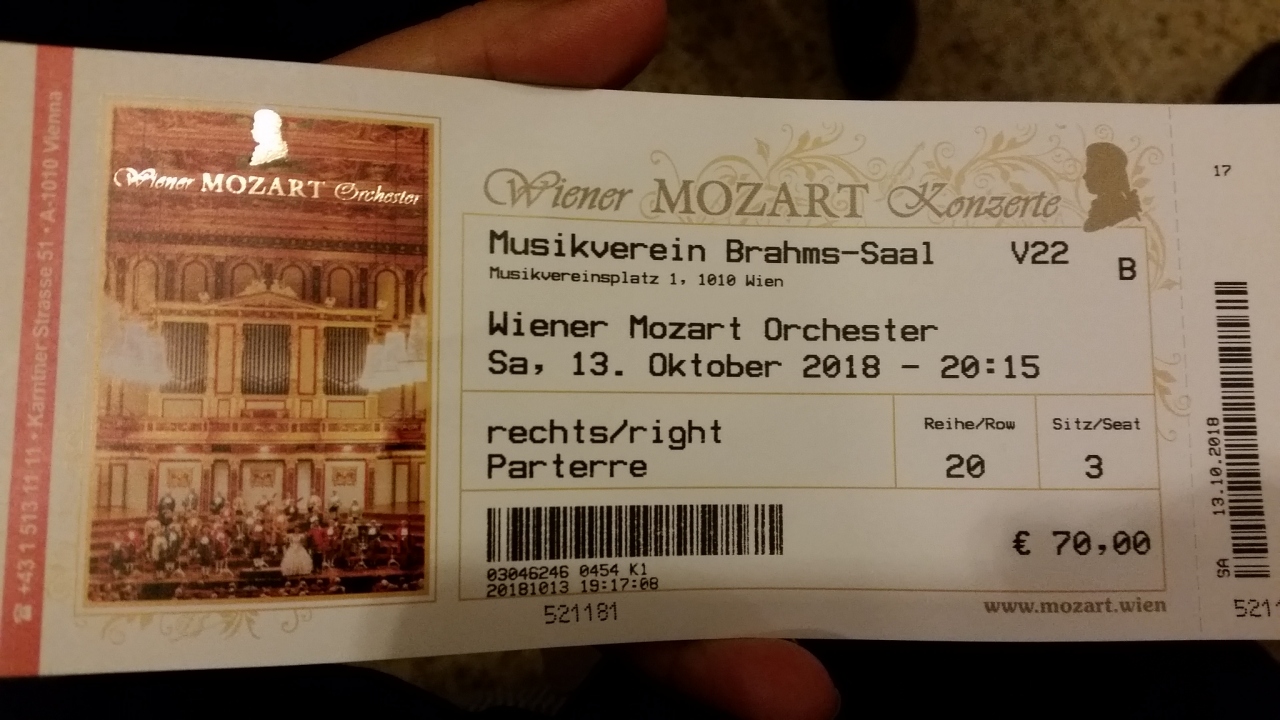 ☎ +43 1 513 11 11 • Kärntner Strasse 51 • A-1010 Vienna
Wiener MOZART Orchester
Wiener MOZART Konzerte
Musikverein Brahms-Saal V22 B
Musikvereinsplatz 1, 1010 Wien
Wiener Mozart Orchester
Sa, 13. Oktober 2018 - 20:15
rechts/right
Parterre
Reihe/Row
20
Sitz/Seat
3
€ 70,00
03046246 0454 K1
20181013 19:17:08
521181
www.mozart.wien
17
SA 13.10.2018